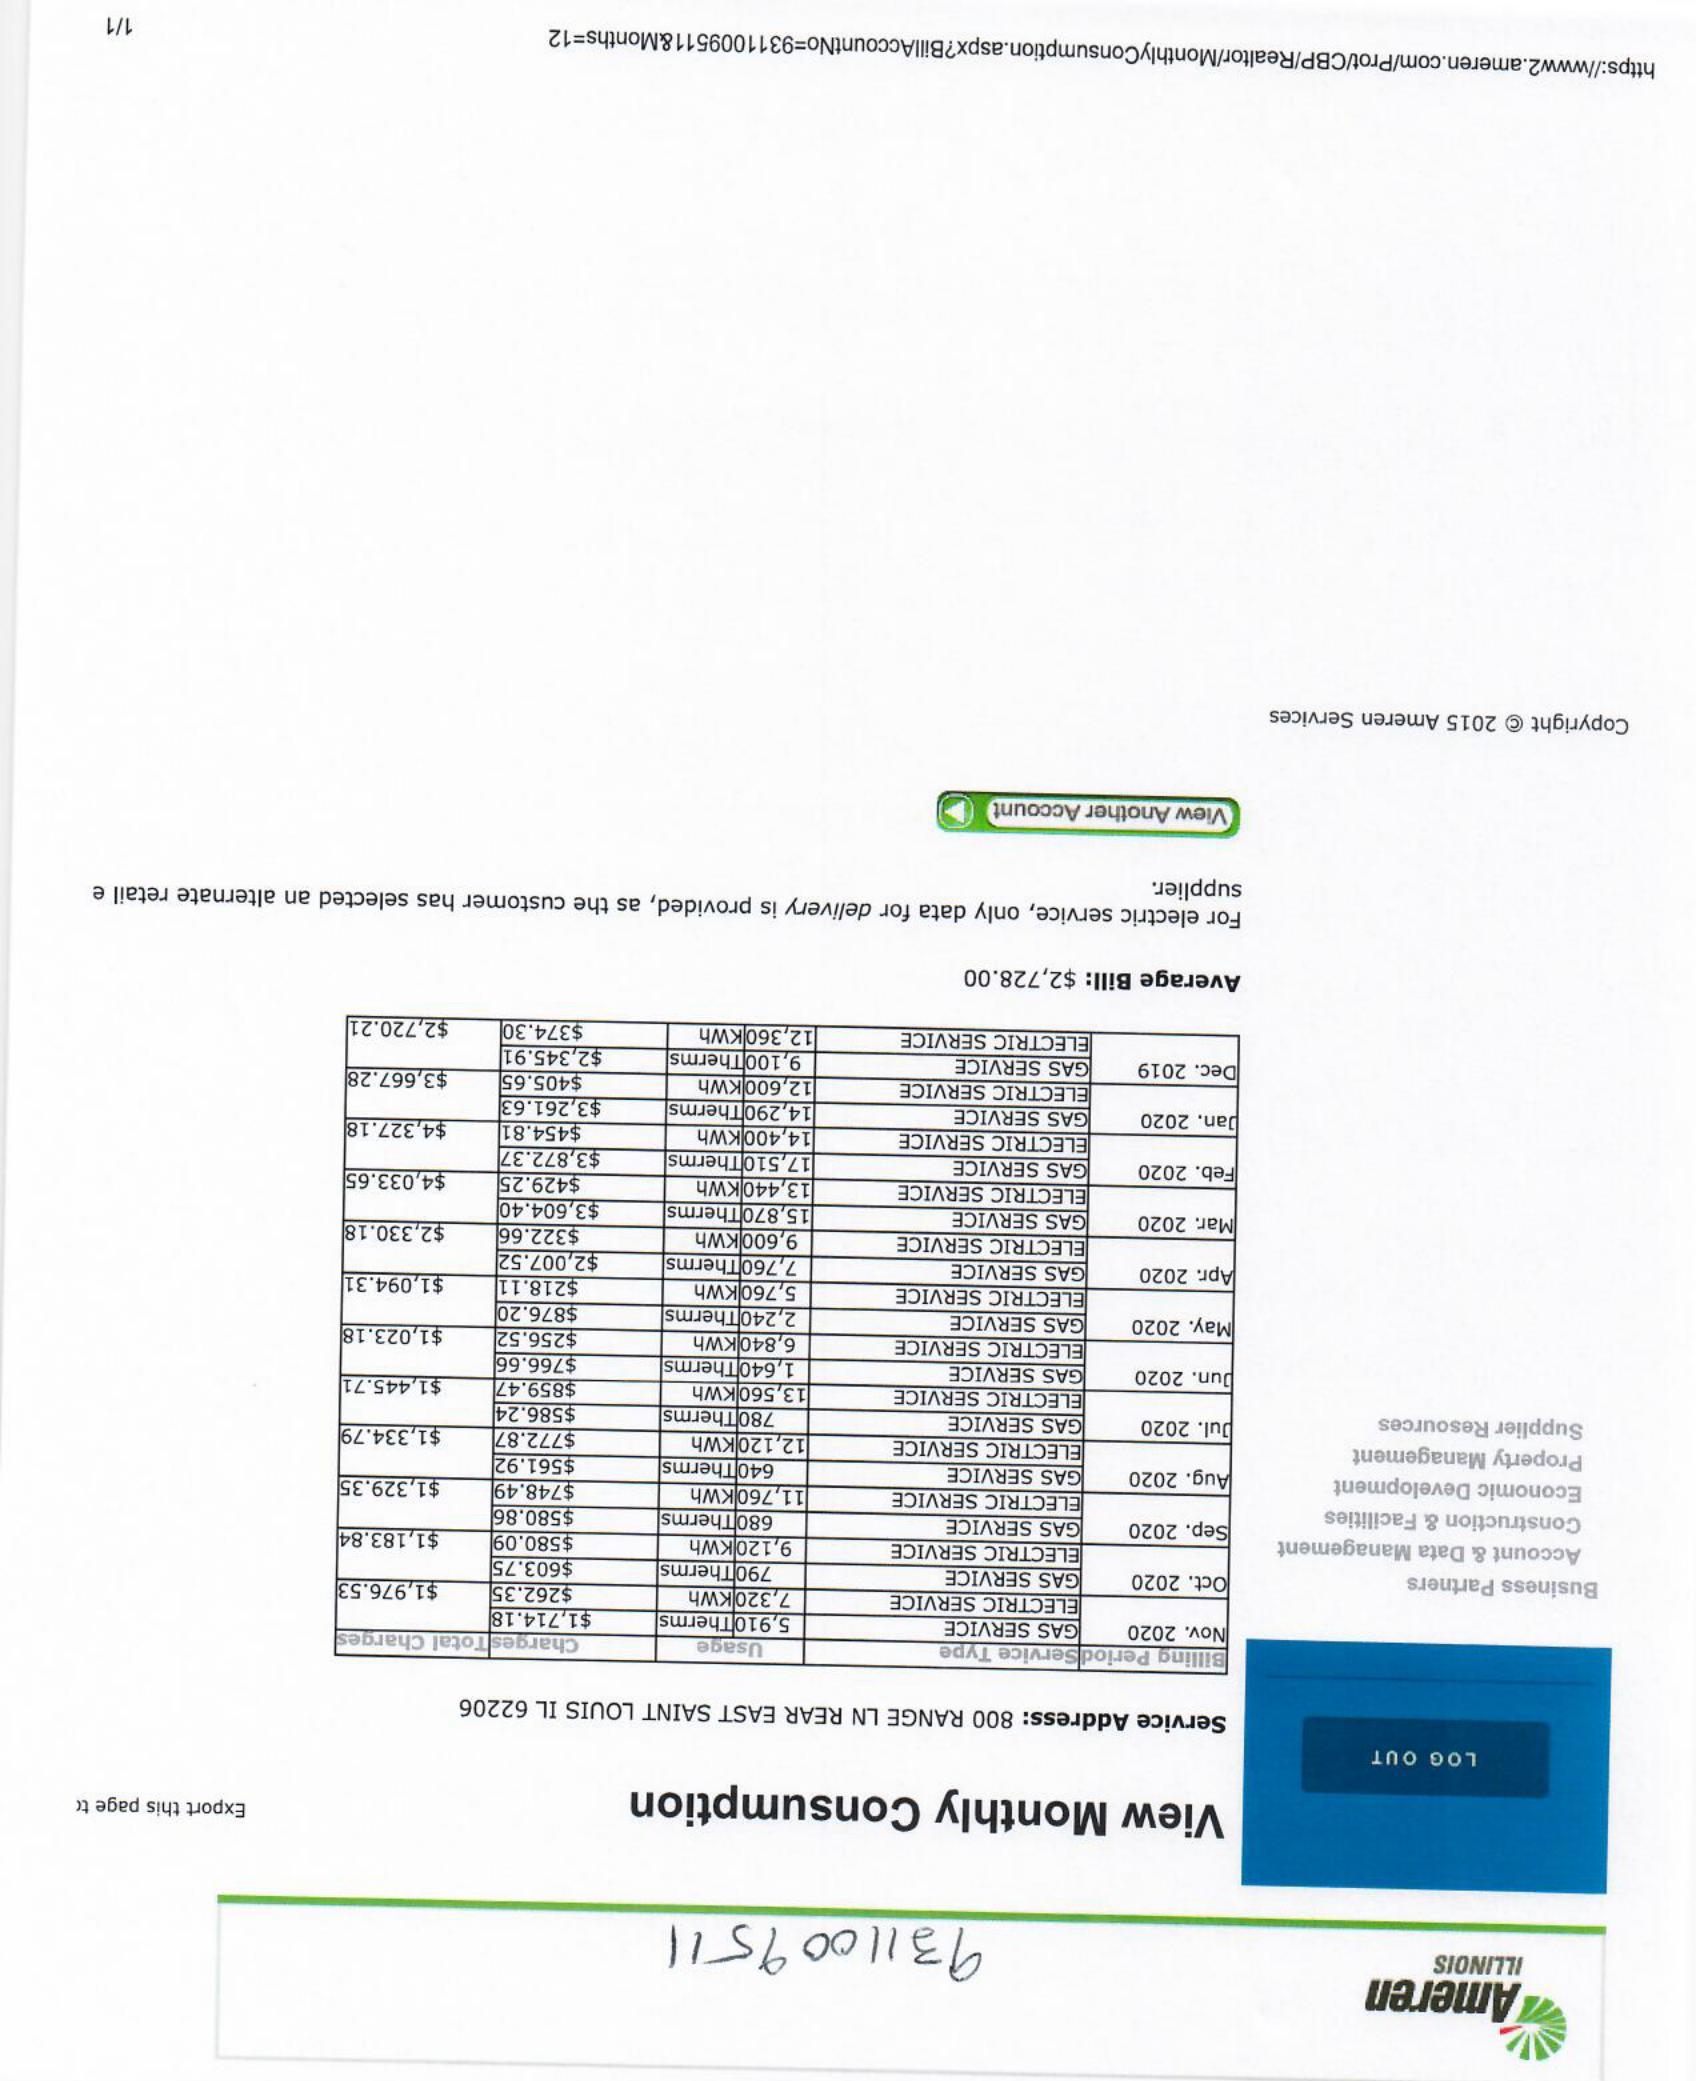 Ameren
ILLINOIS
9311009511
LOG OUT
Business Partners
Account & Data Management
Construction & Facilities
Economic Development
Property Management
Supplier Resources
View Monthly Consumption
Export this page to
Service Address: 800 RANGE LN REAR EAST SAINT LOUIS IL 62206
Billing Period Service Type Usage Charges Total Charges
Nov. 2020 GAS SERVICE 5,910 Therms $1,714.18 $1,976.53
ELECTRIC SERVICE 7,320 KWh $262.35
Oct. 2020 GAS SERVICE 790 Therms $603.75 $1,183.84
ELECTRIC SERVICE 9,120 KWh $580.09
Sep. 2020 GAS SERVICE 680 Therms $580.86 $1,329.35
ELECTRIC SERVICE 11,760 KWh $748.49
Aug. 2020 GAS SERVICE 640 Therms $561.92 $1,334.79
ELECTRIC SERVICE 12,120 KWh $772.87
Jul. 2020 GAS SERVICE 780 Therms $586.24 $1,445.71
ELECTRIC SERVICE 13,560 KWh $859.47
Jun. 2020 GAS SERVICE 1,640 Therms $766.66 $1,023.18
ELECTRIC SERVICE 6,840 KWh $256.52
May. 2020 GAS SERVICE 2,240 Therms $876.20 $1,094.31
ELECTRIC SERVICE 5,760 KWh $218.11
Apr. 2020 GAS SERVICE 7,760 Therms $2,007.52 $2,330.18
ELECTRIC SERVICE 9,600 KWh $322.66
Mar. 2020 GAS SERVICE 15,870 Therms $3,604.40 $4,033.65
ELECTRIC SERVICE 13,440 KWh $429.25
Feb. 2020 GAS SERVICE 17,510 Therms $3,872.37 $4,327.18
ELECTRIC SERVICE 14,400 KWh $454.81
Jan. 2020 GAS SERVICE 14,290 Therms $3,261.63 $3,667.28
ELECTRIC SERVICE 12,600 KWh $405.65
Dec. 2019 GAS SERVICE 9,100 Therms $2,345.91 $2,720.21
ELECTRIC SERVICE 12,360 KWh $374.30
Average Bill: $2,728.00
For electric service, only data for delivery is provided, as the customer has selected an alternate retail e
supplier.
View Another Account
Copyright © 2015 Ameren Services
https://www2.ameren.com/Prot/CBP/Realtor/MonthlyConsumption.aspx?BillAccountNo=9311009511&Months=12
1/1